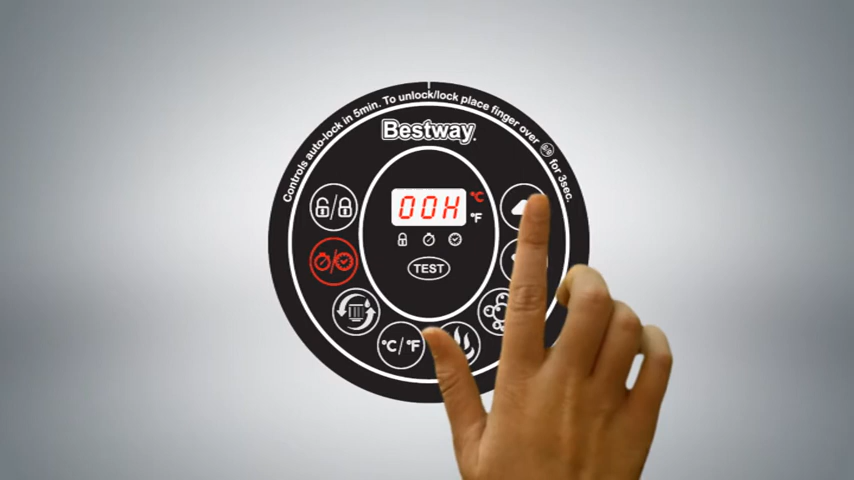 Controls auto-lock in 5min. To unlock/lock place finger over for 3sec.
Bestway
00H
°C
°F
TEST
°C/°F